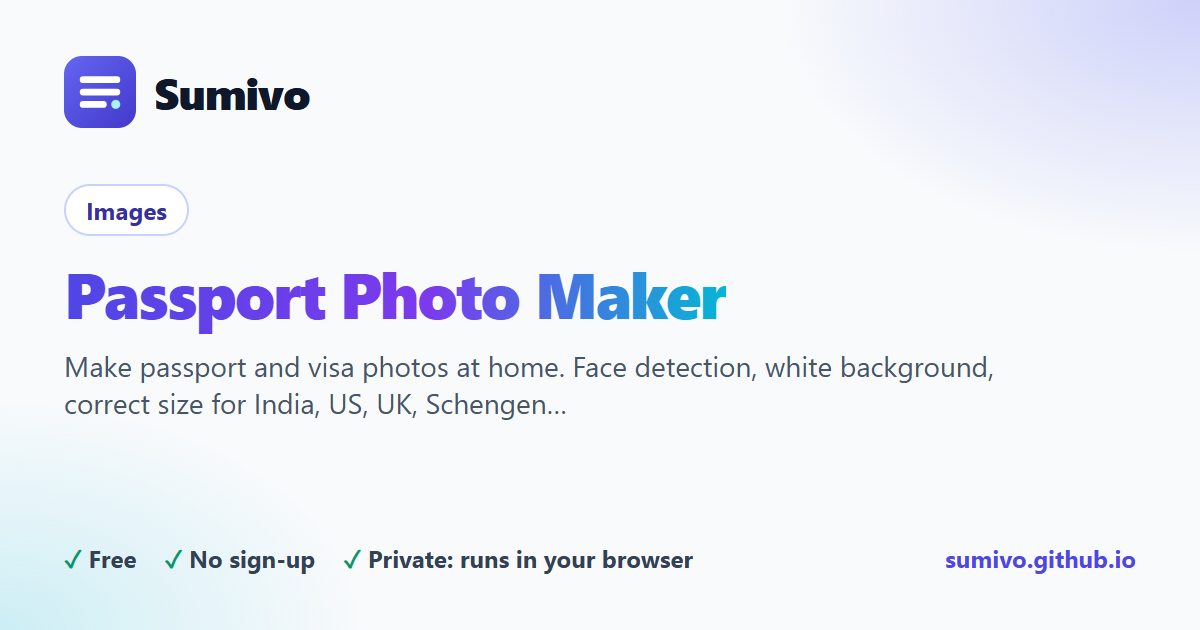 Sumivo
Images
Passport Photo Maker
Make passport and visa photos at home. Face detection, white background,
correct size for India, US, UK, Schengen...
✓ Free ✓ No sign-up ✓ Private: runs in your browser sumivo.github.io